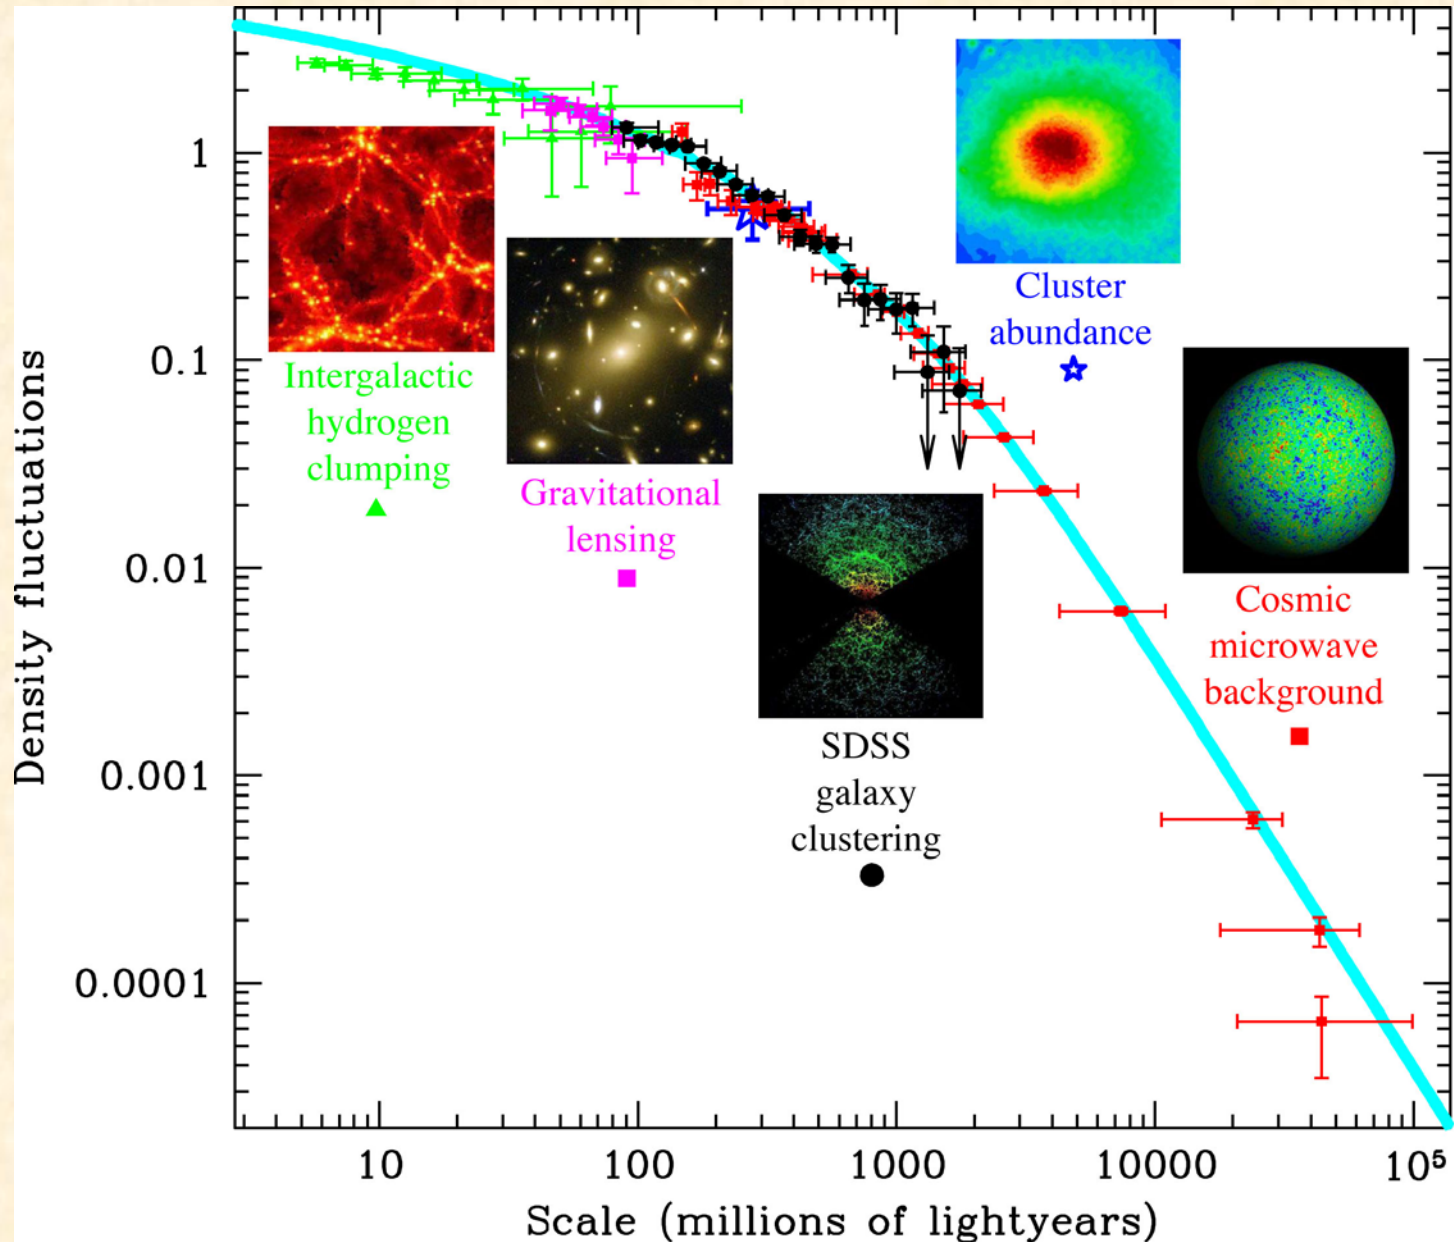 Density fluctuations
1
0.1
0.01
0.001
0.0001
Intergalactic
hydrogen
clumping
Gravitational
lensing
SDSS
galaxy
clustering
Cluster
abundance
Cosmic
microwave
background
10
100
1000
10000
10⁵
Scale (millions of lightyears)